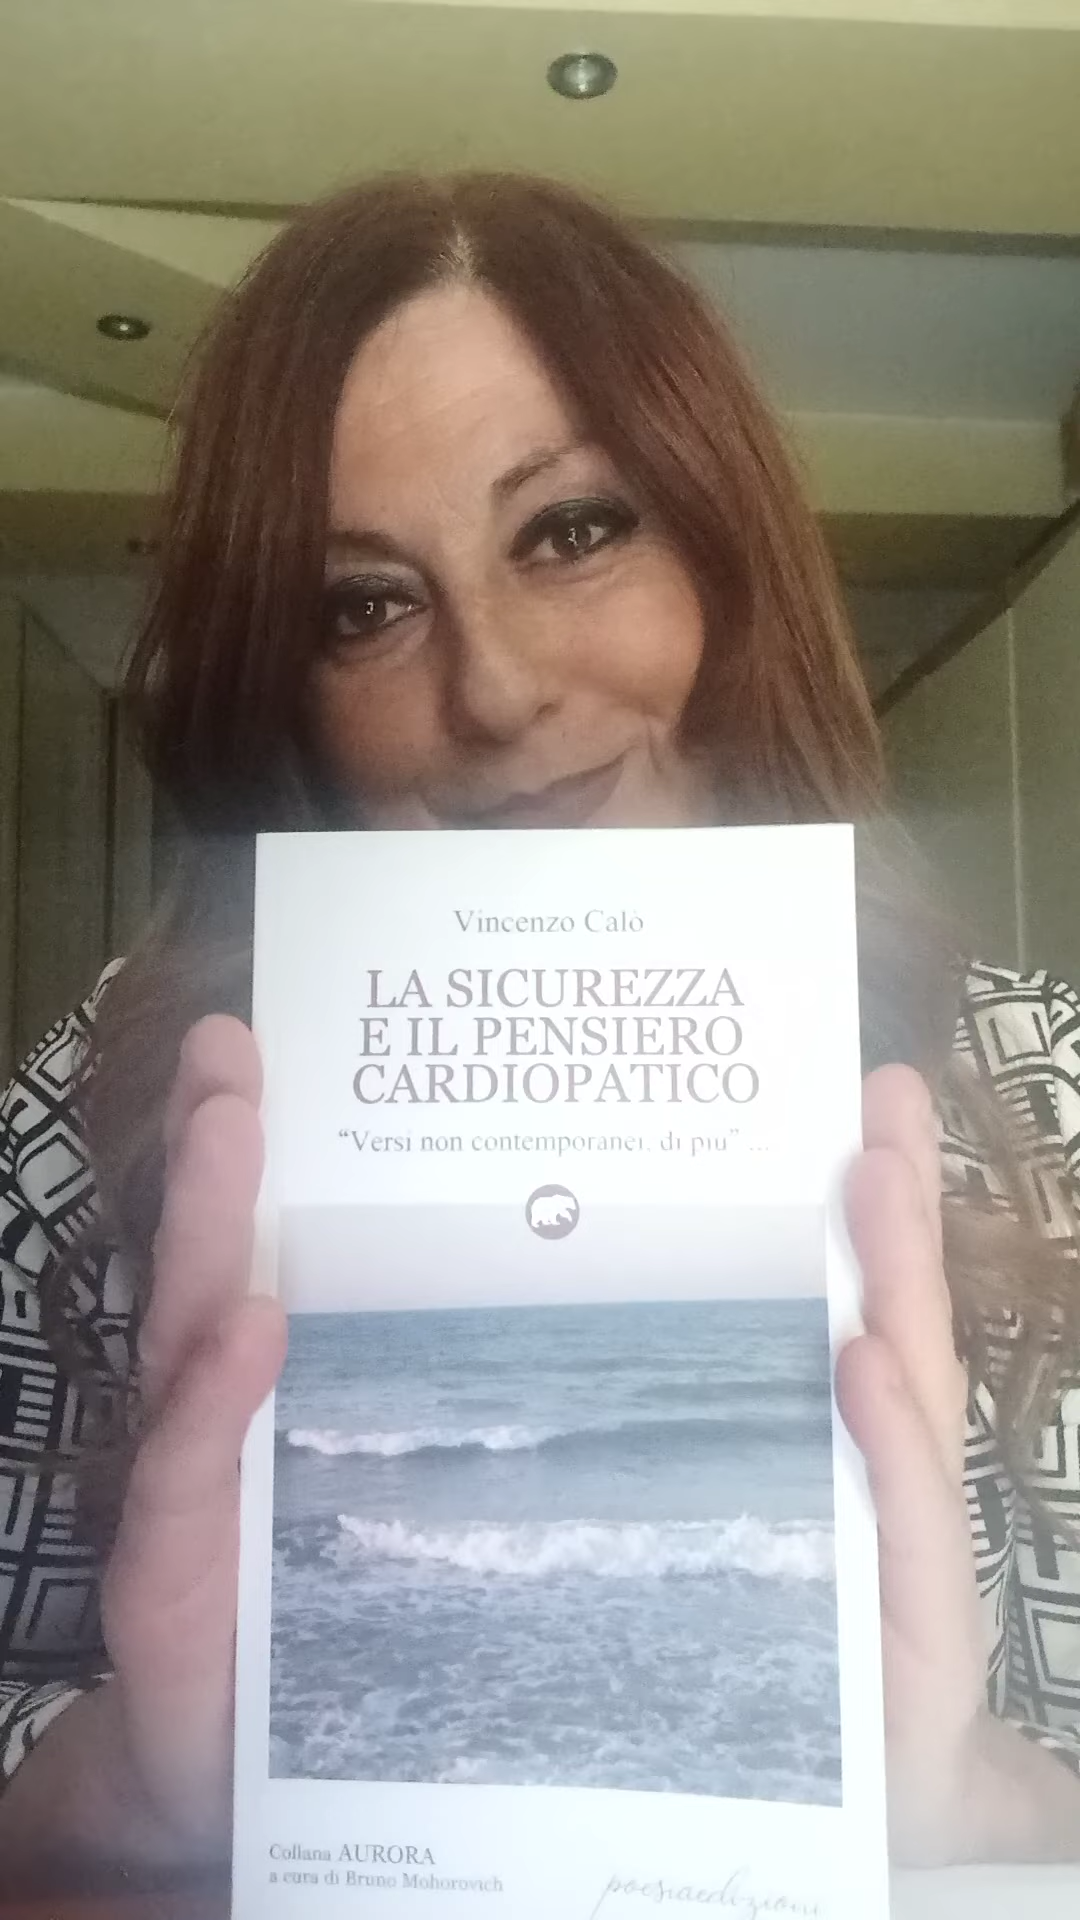 Vincenzo Calò
LA SICUREZZA
E IL PENSIERO
CARDIOPATICO
“Versi non contemporanei, di più” ...
Collana AURORA
a cura di Bruno Mohorovich
poesiaedizioni